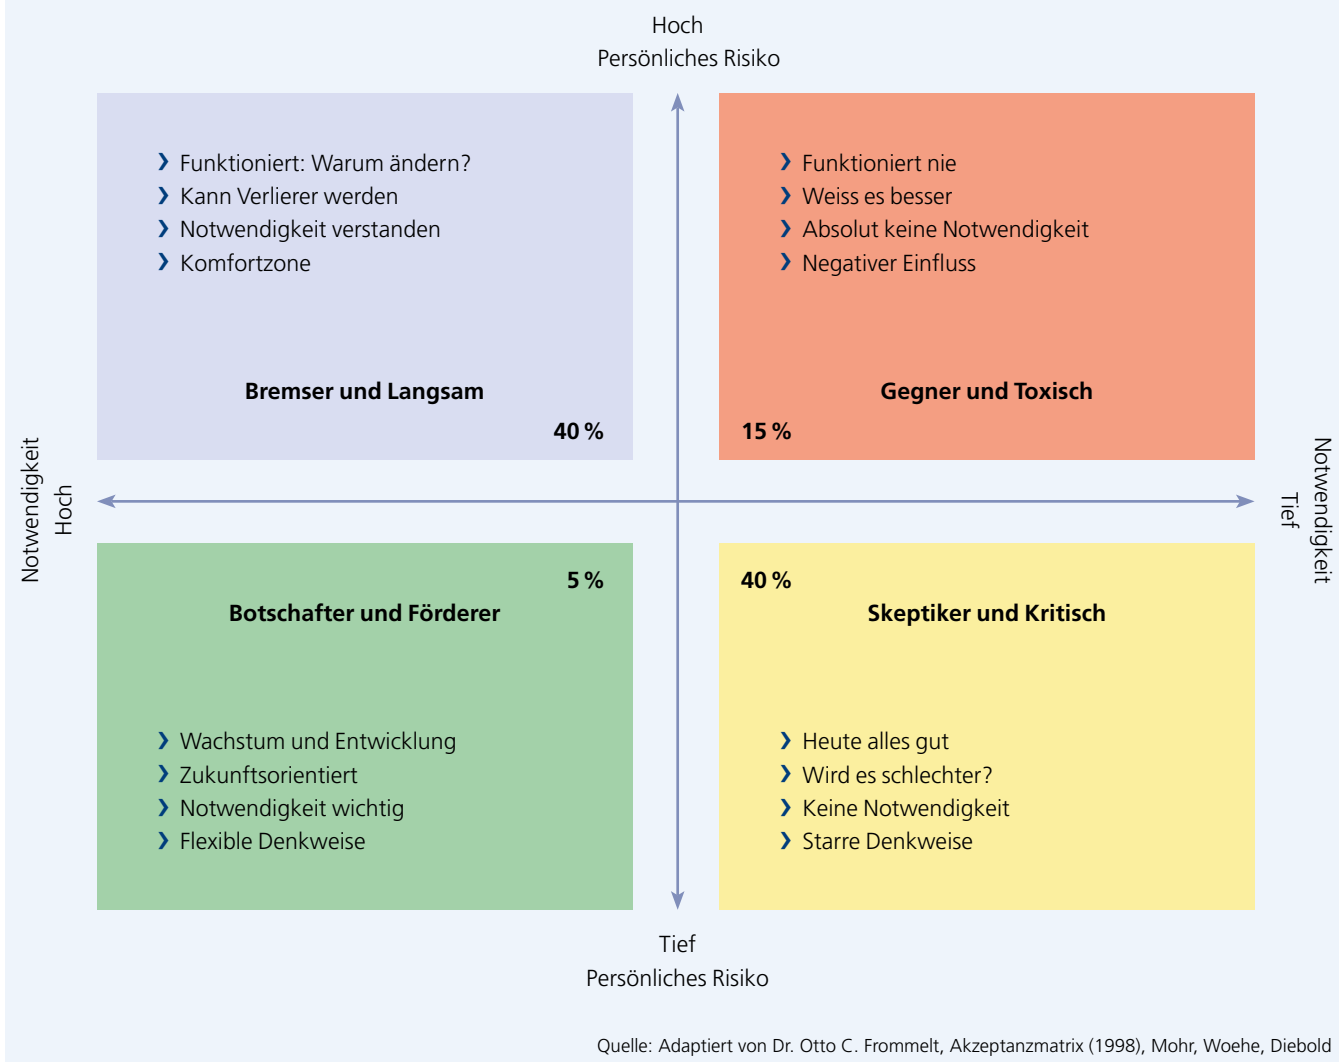 Hoch
Persönliches Risiko
❯ Funktioniert: Warum ändern?
❯ Kann Verlierer werden
❯ Notwendigkeit verstanden
❯ Komfortzone
Bremser und Langsam
40 %
❯ Funktioniert nie
❯ Weiss es besser
❯ Absolut keine Notwendigkeit
❯ Negativer Einfluss
Gegner und Toxisch
15 %
Notwendigkeit
Hoch
Notwendigkeit
Tief
5 %
Botschafter und Förderer
❯ Wachstum und Entwicklung
❯ Zukunftsorientiert
❯ Notwendigkeit wichtig
❯ Flexible Denkweise
40 %
Skeptiker und Kritisch
❯ Heute alles gut
❯ Wird es schlechter?
❯ Keine Notwendigkeit
❯ Starre Denkweise
Tief
Persönliches Risiko
Quelle: Adaptiert von Dr. Otto C. Frommelt, Akzeptanzmatrix (1998), Mohr, Woehe, Diebold